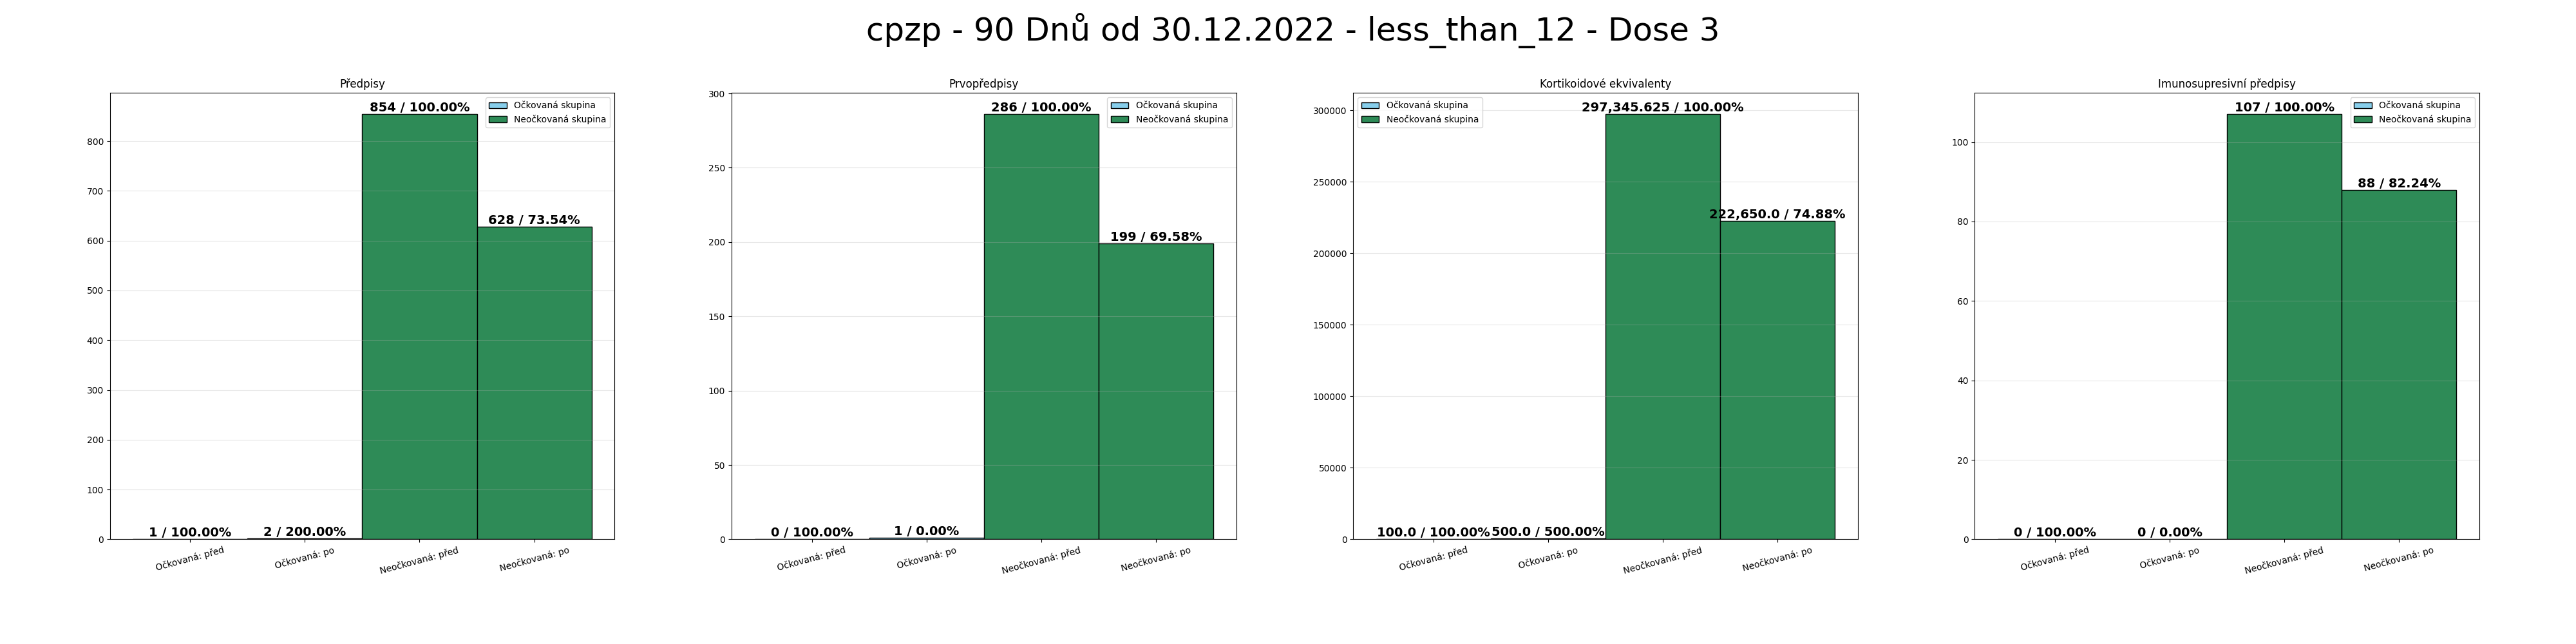 cpzp - 90 Dnů od 30.12.2022 - less_than_12 - Dose 3
Předpisy
854 / 100.00%
Očkovaná skupina
Neočkovaná skupina
800
700
628 / 73.54%
600
500
400
300
200
100
1 / 100.00%
2 / 200.00%
0
Očkovaná: před
Očkovaná: po
Neočkovaná: před
Neočkovaná: po
Prvopředpisy
300
286 / 100.00%
Očkovaná skupina
Neočkovaná skupina
250
199 / 69.58%
200
150
100
50
0 / 100.00%
1 / 0.00%
0
Očkovaná: před
Očkovaná: po
Neočkovaná: před
Neočkovaná: po
Kortikoidové ekvivalenty
Očkovaná skupina
Neočkovaná skupina
297,345.625 / 100.00%
300000
250000
222,650.0 / 74.88%
200000
150000
100000
50000
100.0 / 100.00%
500.0 / 500.00%
0
Očkovaná: před
Očkovaná: po
Neočkovaná: před
Neočkovaná: po
Imunosupresivní předpisy
107 / 100.00%
Očkovaná skupina
Neočkovaná skupina
100
88 / 82.24%
80
60
40
20
0 / 100.00%
0 / 0.00%
0
Očkovaná: před
Očkovaná: po
Neočkovaná: před
Neočkovaná: po